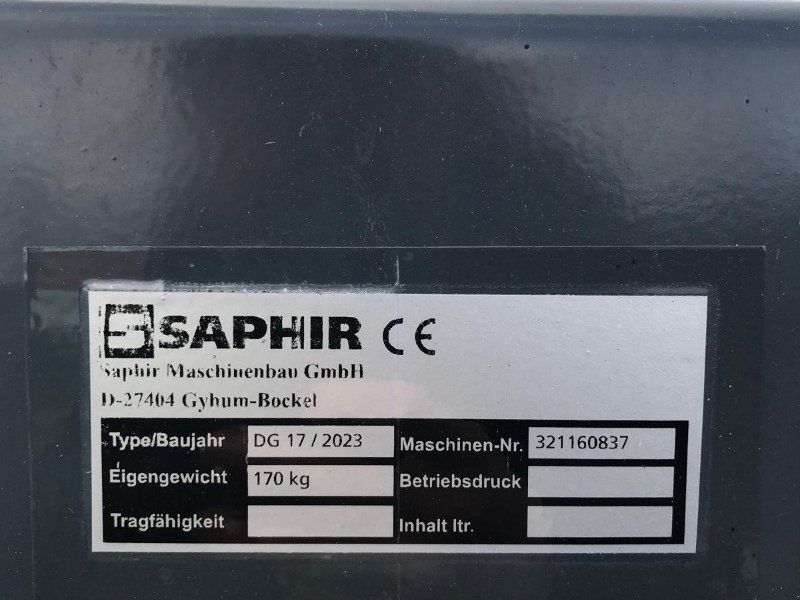 SAPHIR CE
Saphir Maschinenbau GmbH
D-27404 Gyhum-Bockel
Type/Baujahr DG 17 / 2023 Maschinen-Nr. 321160837
Eigengewicht 170 kg Betriebsdruck
Tragfähigkeit Inhalt ltr.